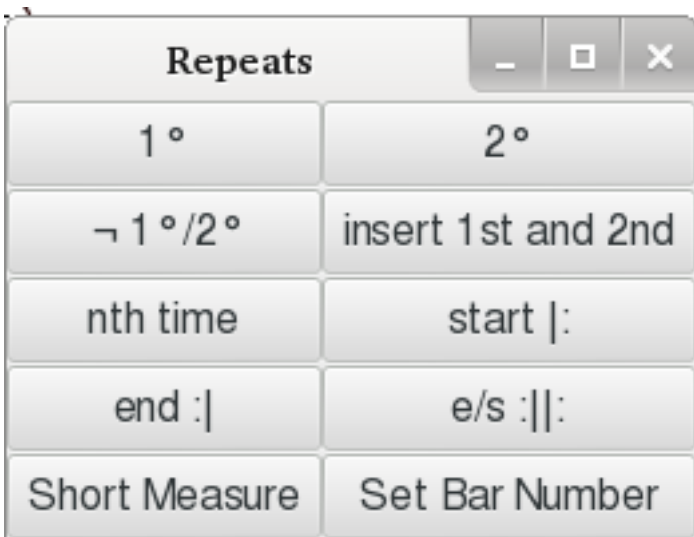 Repeats
1° 2°
¬ 1°/2° insert 1st and 2nd
nth time start |:
end :| e/s :||:
Short Measure Set Bar Number